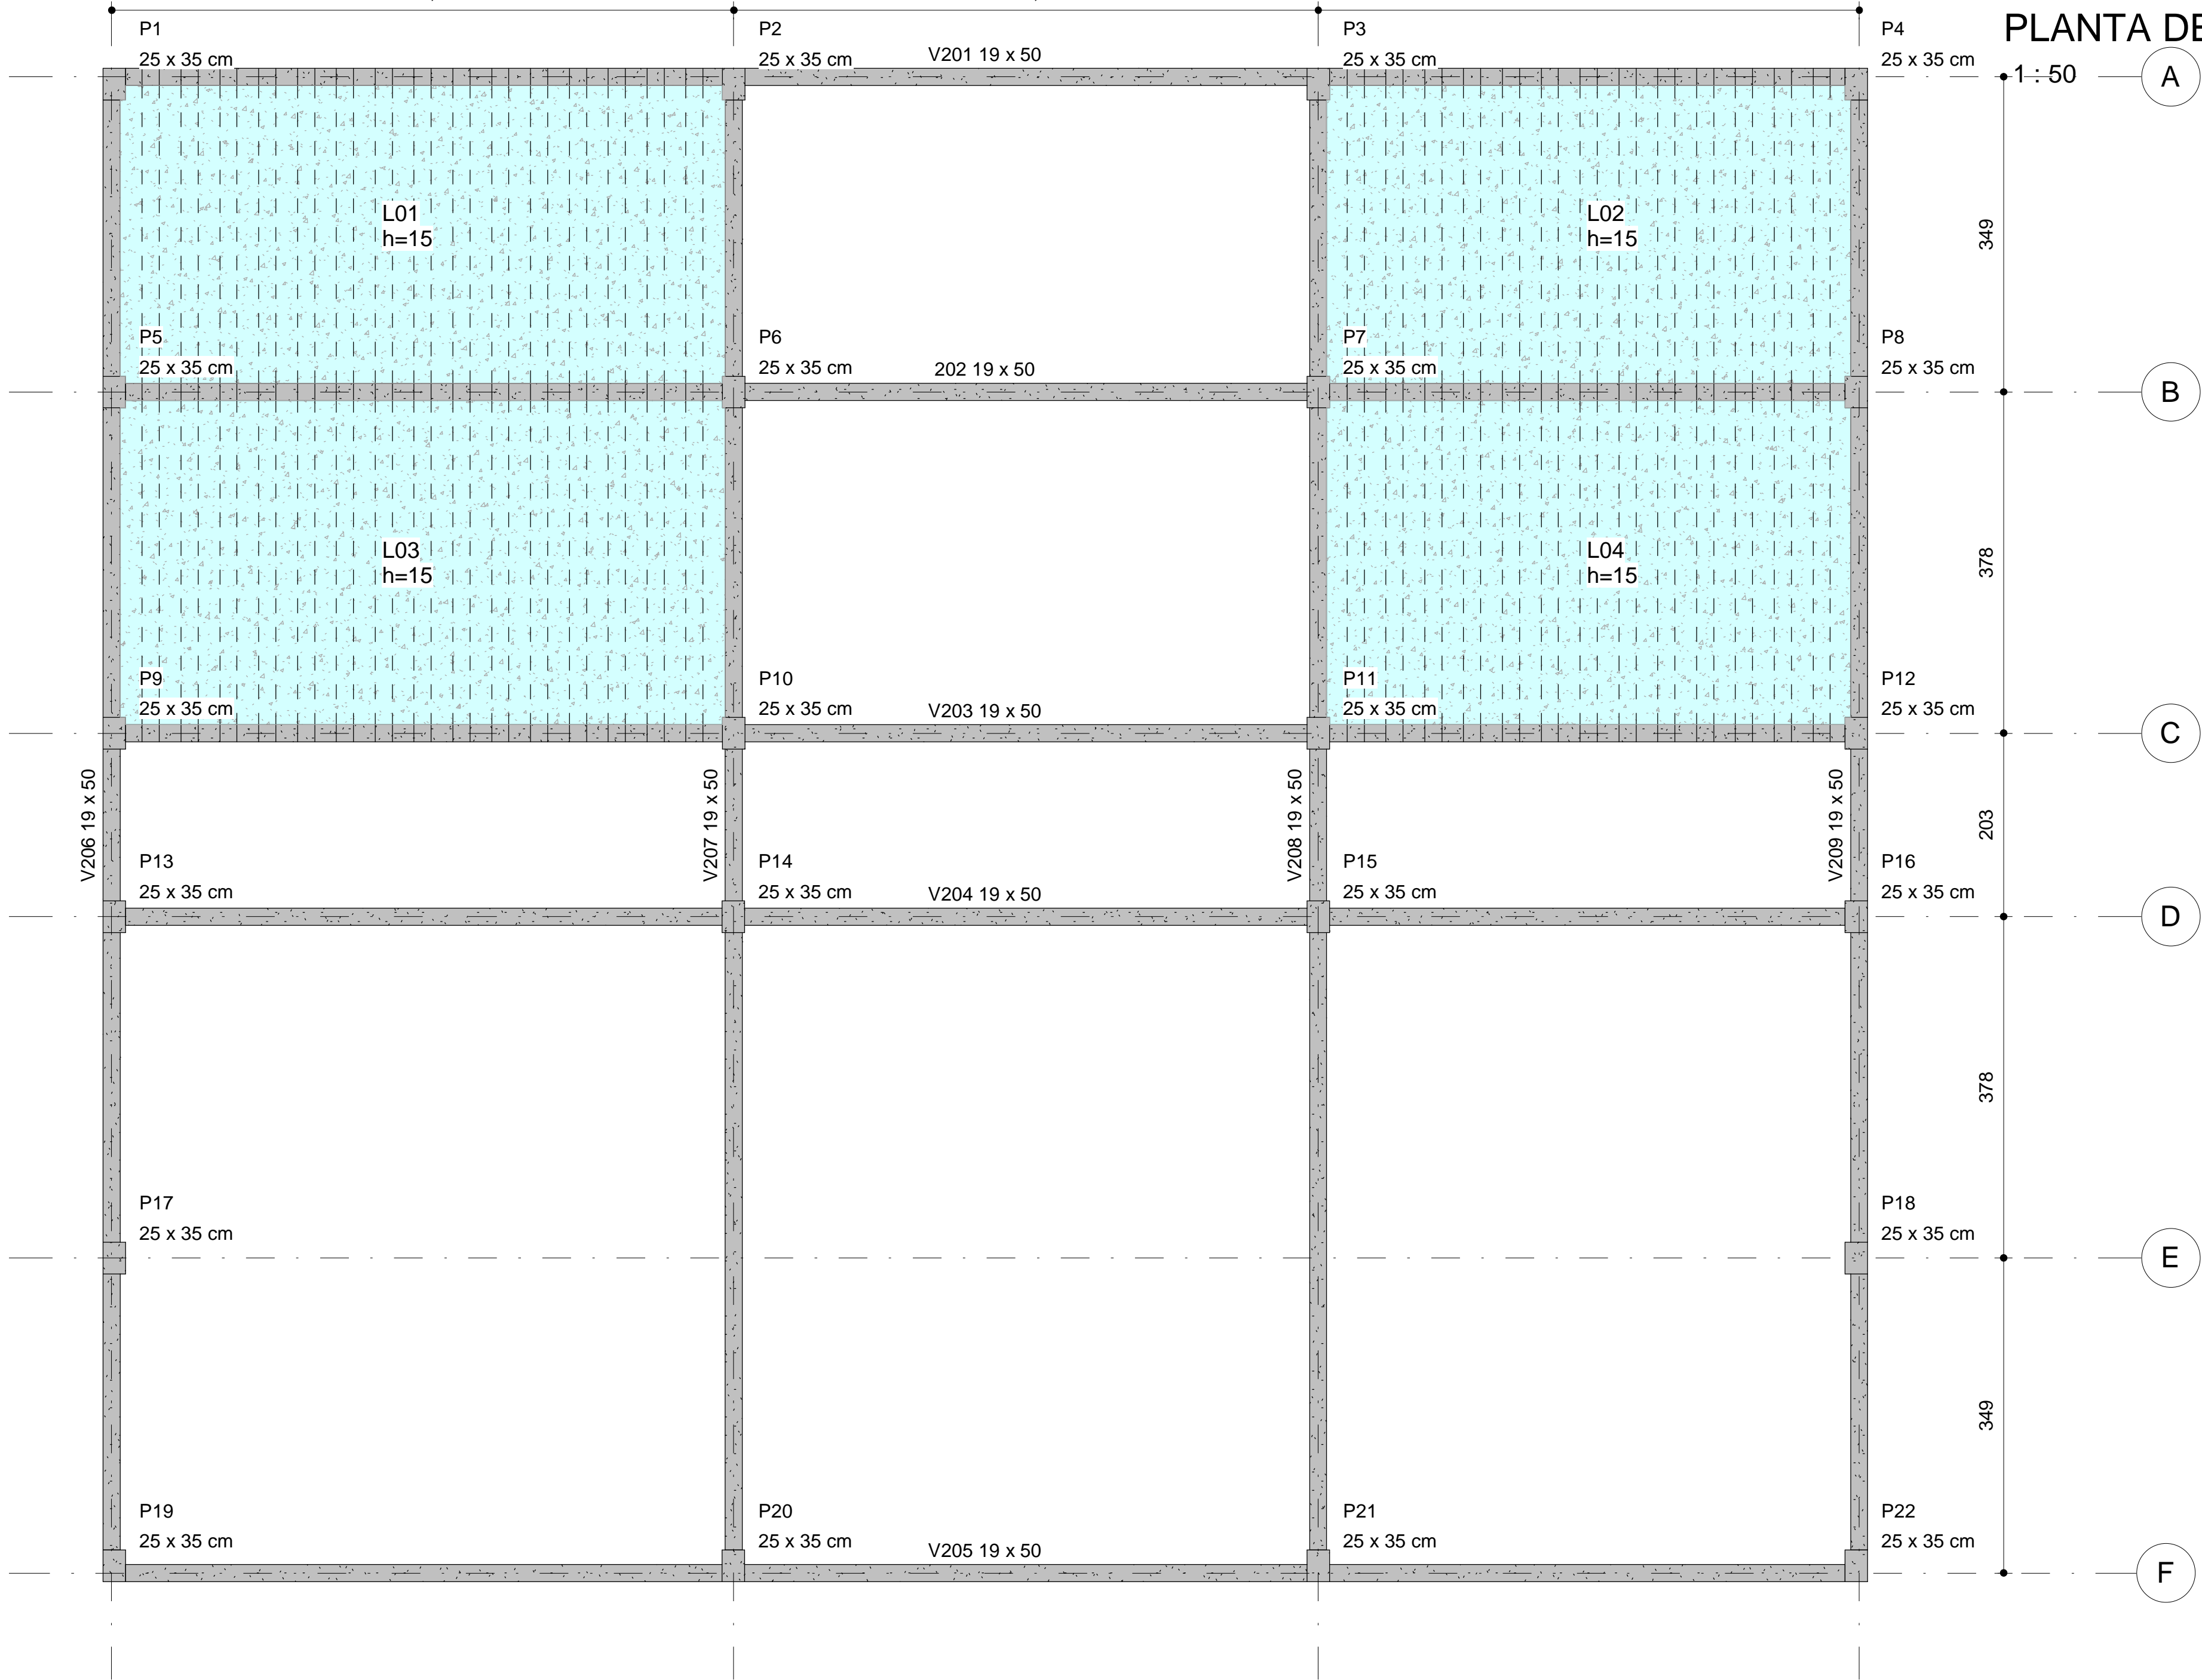 P1
25 x 35 cm
P2
25 x 35 cm
V201 19 x 50
P3
25 x 35 cm
P4
25 x 35 cm
PLANTA DE
1 : 50
A
L01
h=15
L02
h=15
349
P5
25 x 35 cm
P6
25 x 35 cm
202 19 x 50
P7
25 x 35 cm
P8
25 x 35 cm
B
L03
h=15
L04
h=15
378
P9
25 x 35 cm
P10
25 x 35 cm
V203 19 x 50
P11
25 x 35 cm
P12
25 x 35 cm
C
V206 19 x 50
V207 19 x 50
V208 19 x 50
V209 19 x 50
203
P13
25 x 35 cm
P14
25 x 35 cm
V204 19 x 50
P15
25 x 35 cm
P16
25 x 35 cm
D
378
P17
25 x 35 cm
P18
25 x 35 cm
E
349
P19
25 x 35 cm
P20
25 x 35 cm
V205 19 x 50
P21
25 x 35 cm
P22
25 x 35 cm
F